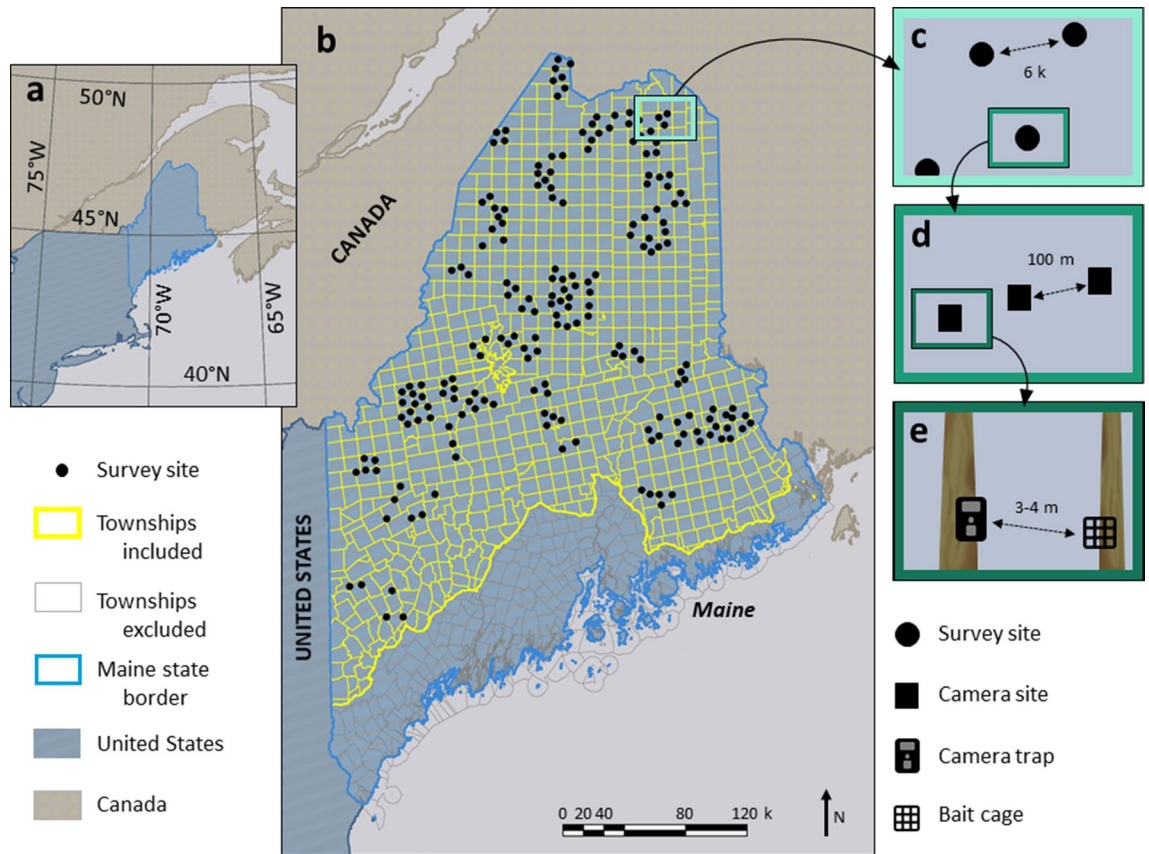 a
50°N
75°W
45°N
70°W
65°W
40°N
Survey site
Townships
included
Townships
excluded
Maine state
border
United States
Canada
b
CANADA
UNITED STATES
Maine
0 20 40 80 120 k
N
c
6 k
d
100 m
e
3-4 m
Survey site
Camera site
Camera trap
Bait cage